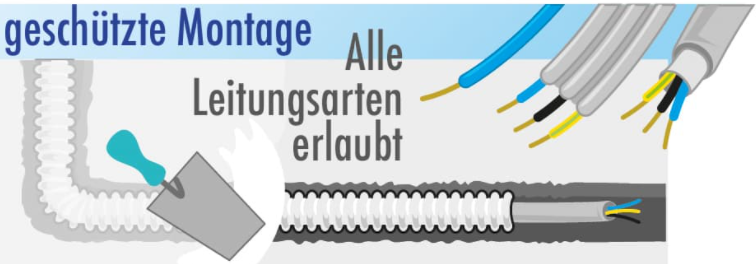 geschützte Montage
Alle
Leitungsarten
erlaubt